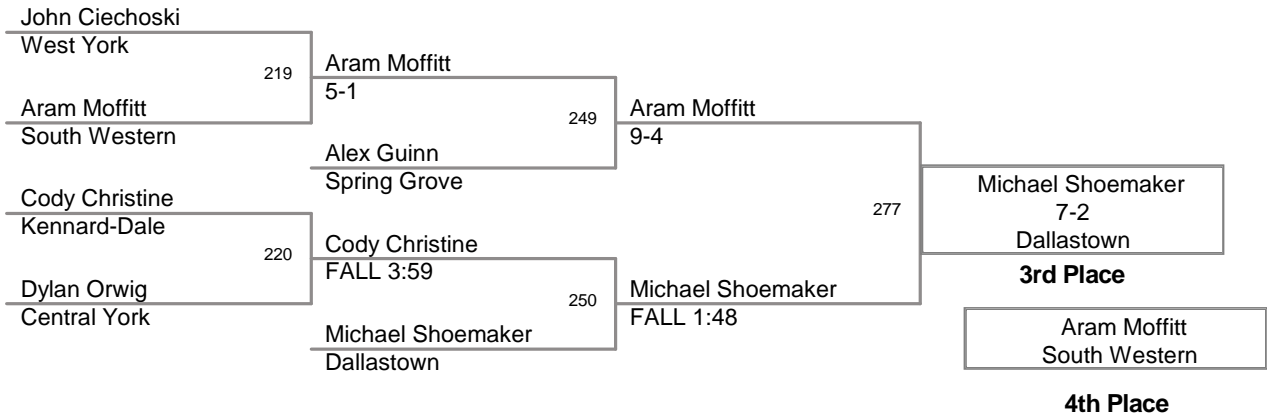 John Ciechoski
West York
219
Aram Moffitt
5-1
Aram Moffitt
South Western
249
Aram Moffitt
9-4
Alex Guinn
Spring Grove
Cody Christine
Kennard-Dale
277
Michael Shoemaker
7-2
Dallastown
3rd Place
220
Cody Christine
FALL 3:59
Dylan Orwig
Central York
250
Michael Shoemaker
FALL 1:48
Michael Shoemaker
Dallastown
Aram Moffitt
South Western
4th Place